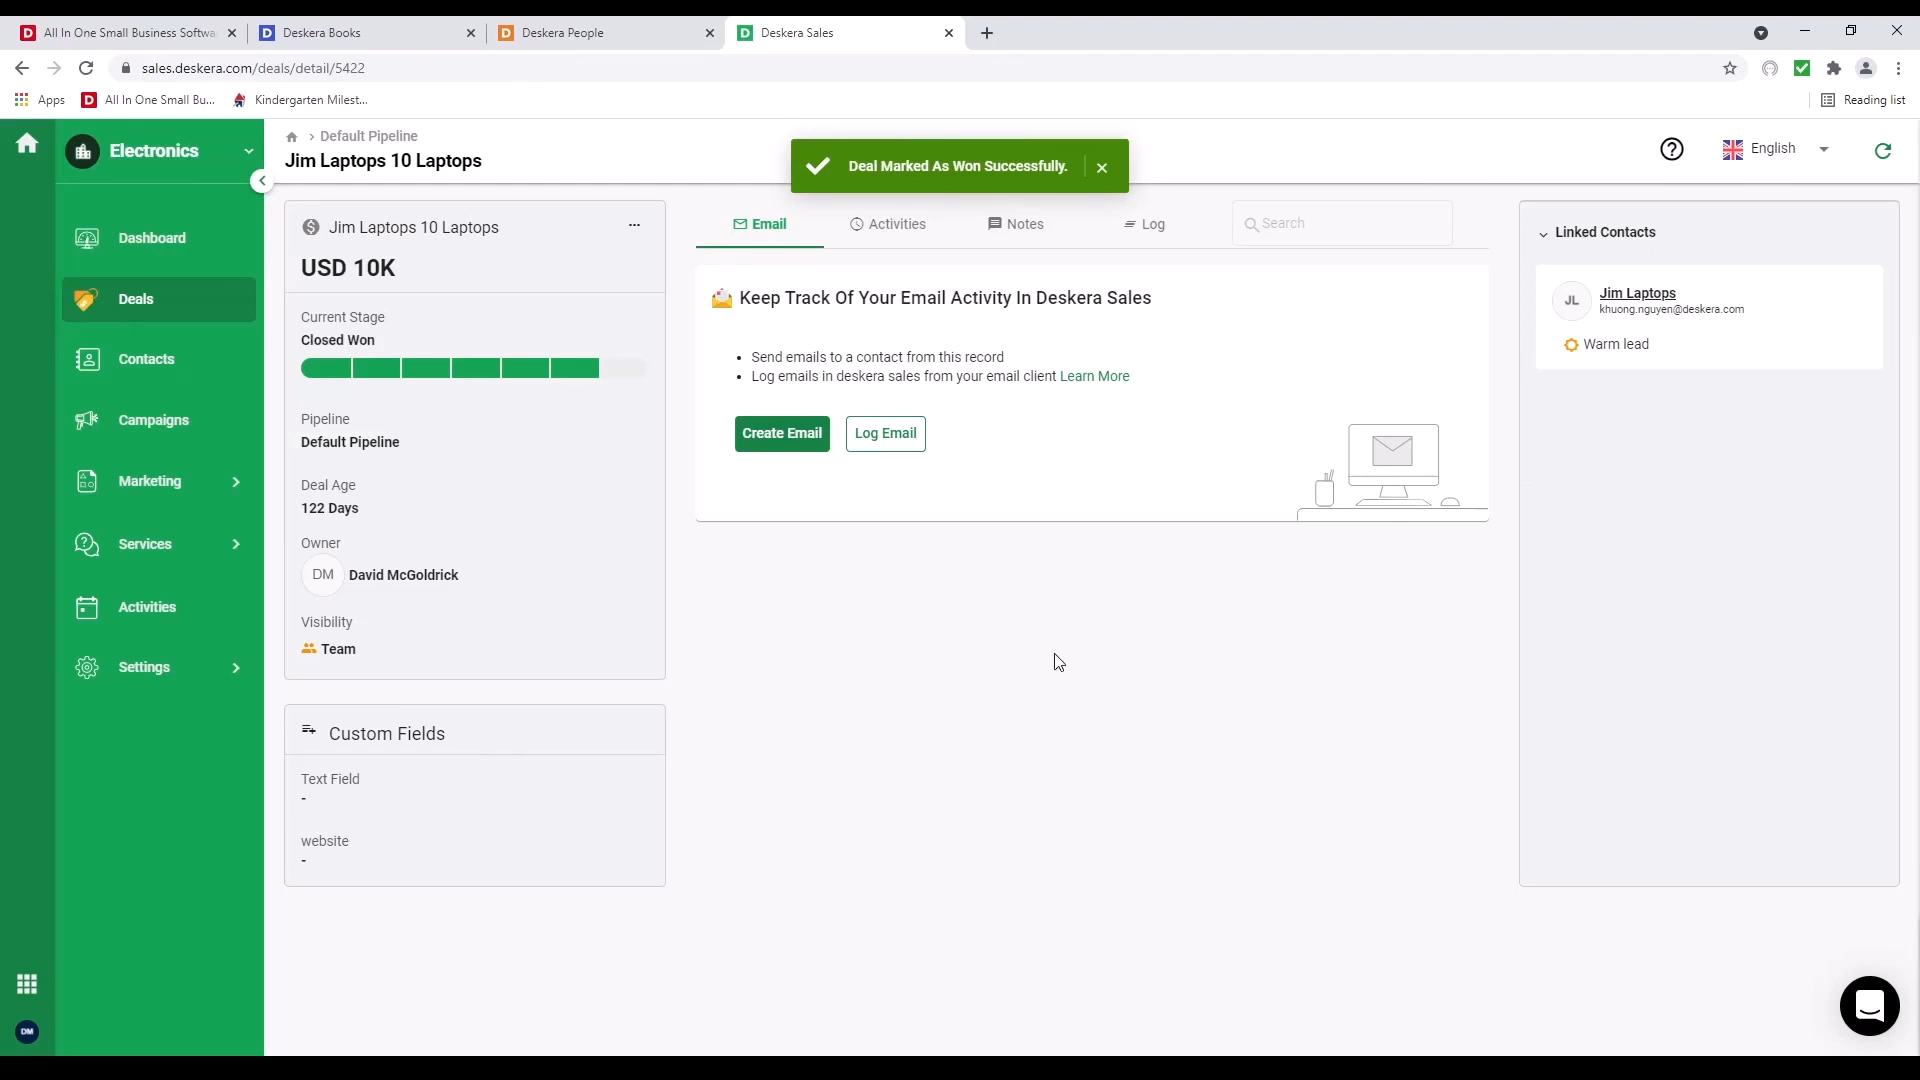 All In One Small Business Softwa
Deskera Books
Deskera People
Deskera Sales
sales.deskera.com/deals/detail/5422
Apps
All In One Small Bu...
Kindergarten Milest...
Reading list
Electronics
Default Pipeline
Jim Laptops 10 Laptops
Deal Marked As Won Successfully.
English
Dashboard
Deals
Contacts
Campaigns
Marketing
Services
Activities
Settings
DM
Jim Laptops 10 Laptops
USD 10K
Current Stage
Closed Won
Pipeline
Default Pipeline
Deal Age
122 Days
Owner
DM David McGoldrick
Visibility
Team
Custom Fields
Text Field
-
website
-
Email
Activities
Notes
Log
Search
Keep Track Of Your Email Activity In Deskera Sales
• Send emails to a contact from this record
• Log emails in deskera sales from your email client Learn More
Create Email
Log Email
Linked Contacts
JL
Jim Laptops
khuong.nguyen@deskera.com
Warm lead